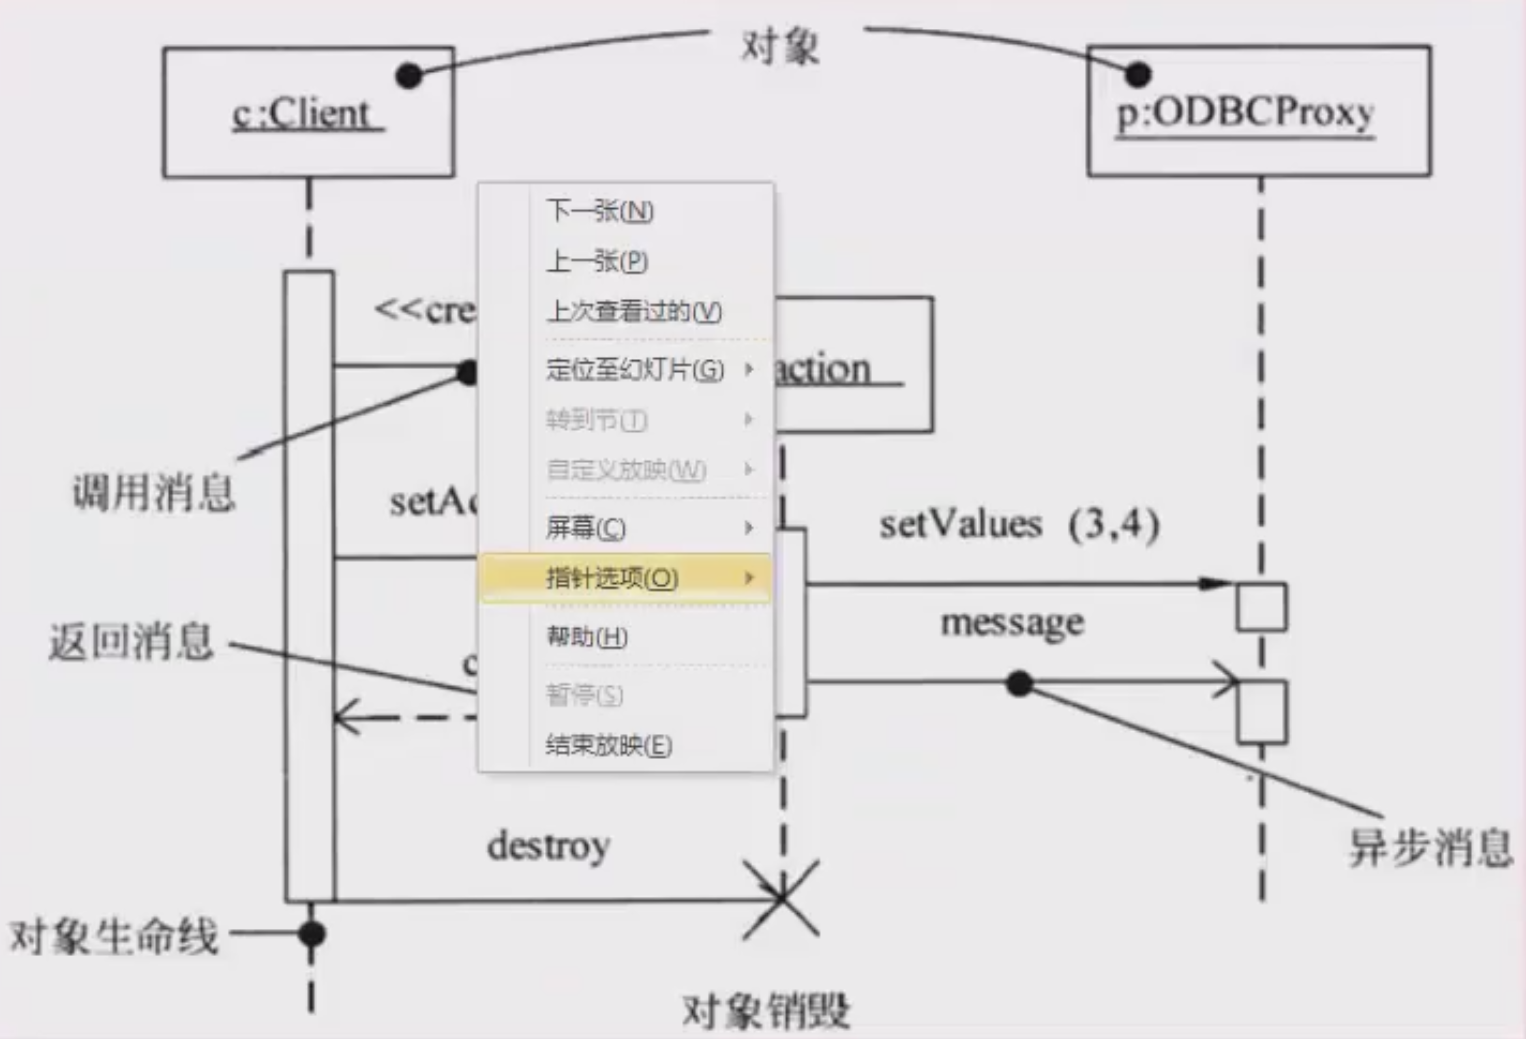 对象
c:Client
p:ODBCProxy
下一张(N)
上一张(P)
上次查看过的(V)
<<cre
定位至幻灯片(G)
action
转到节(T)
自定义放映(W)
调用消息
setAc
屏幕(C)
setValues (3,4)
指针选项(O)
message
返回消息
帮助(H)
c
暂停(S)
结束放映(E)
destroy
异步消息
对象生命线
对象销毁